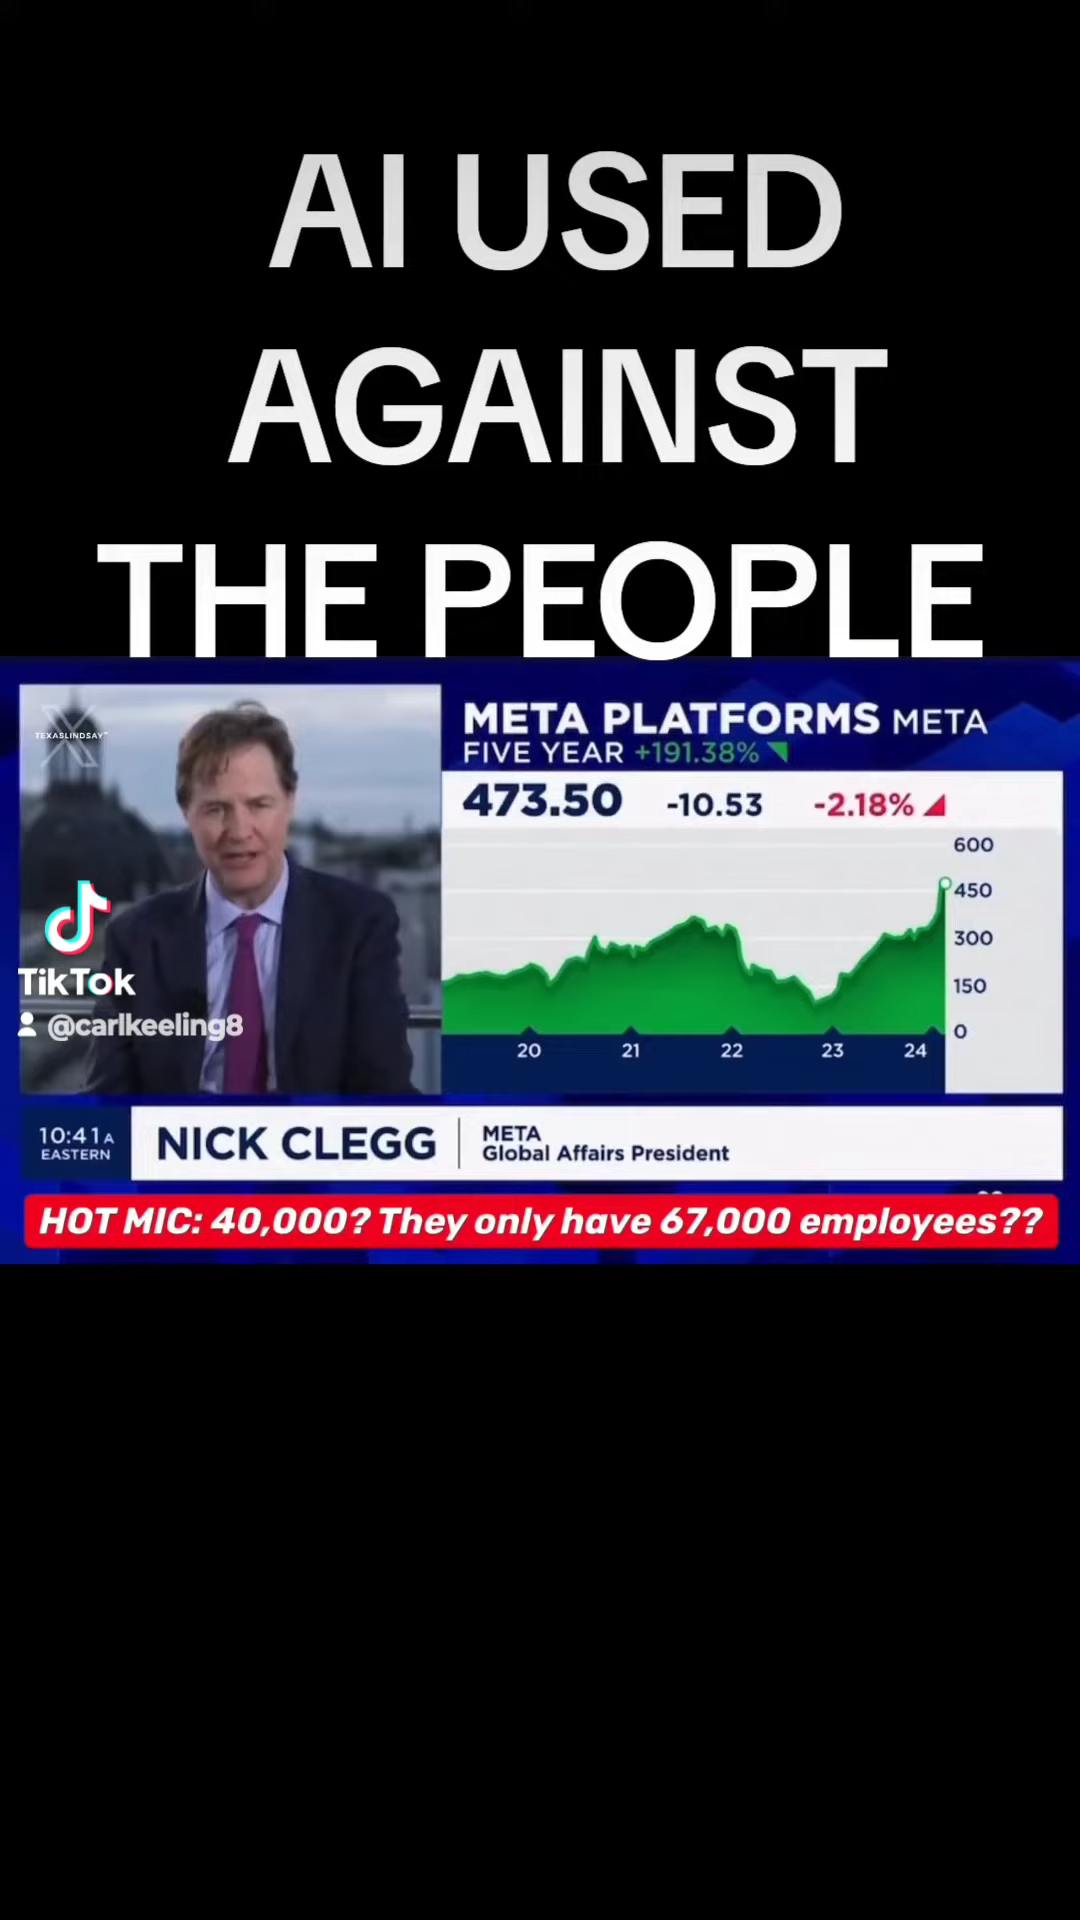 AI USED
AGAINST
THE PEOPLE
TEXASLINDSAY
META PLATFORMS META
FIVE YEAR +191.38%
473.50 -10.53 -2.18%
600
450
300
150
0
20 21 22 23 24
TikTok
@carlkeeling8
10:41A
EASTERN
NICK CLEGG
META
Global Affairs President
HOT MIC: 40,000? They only have 67,000 employees??